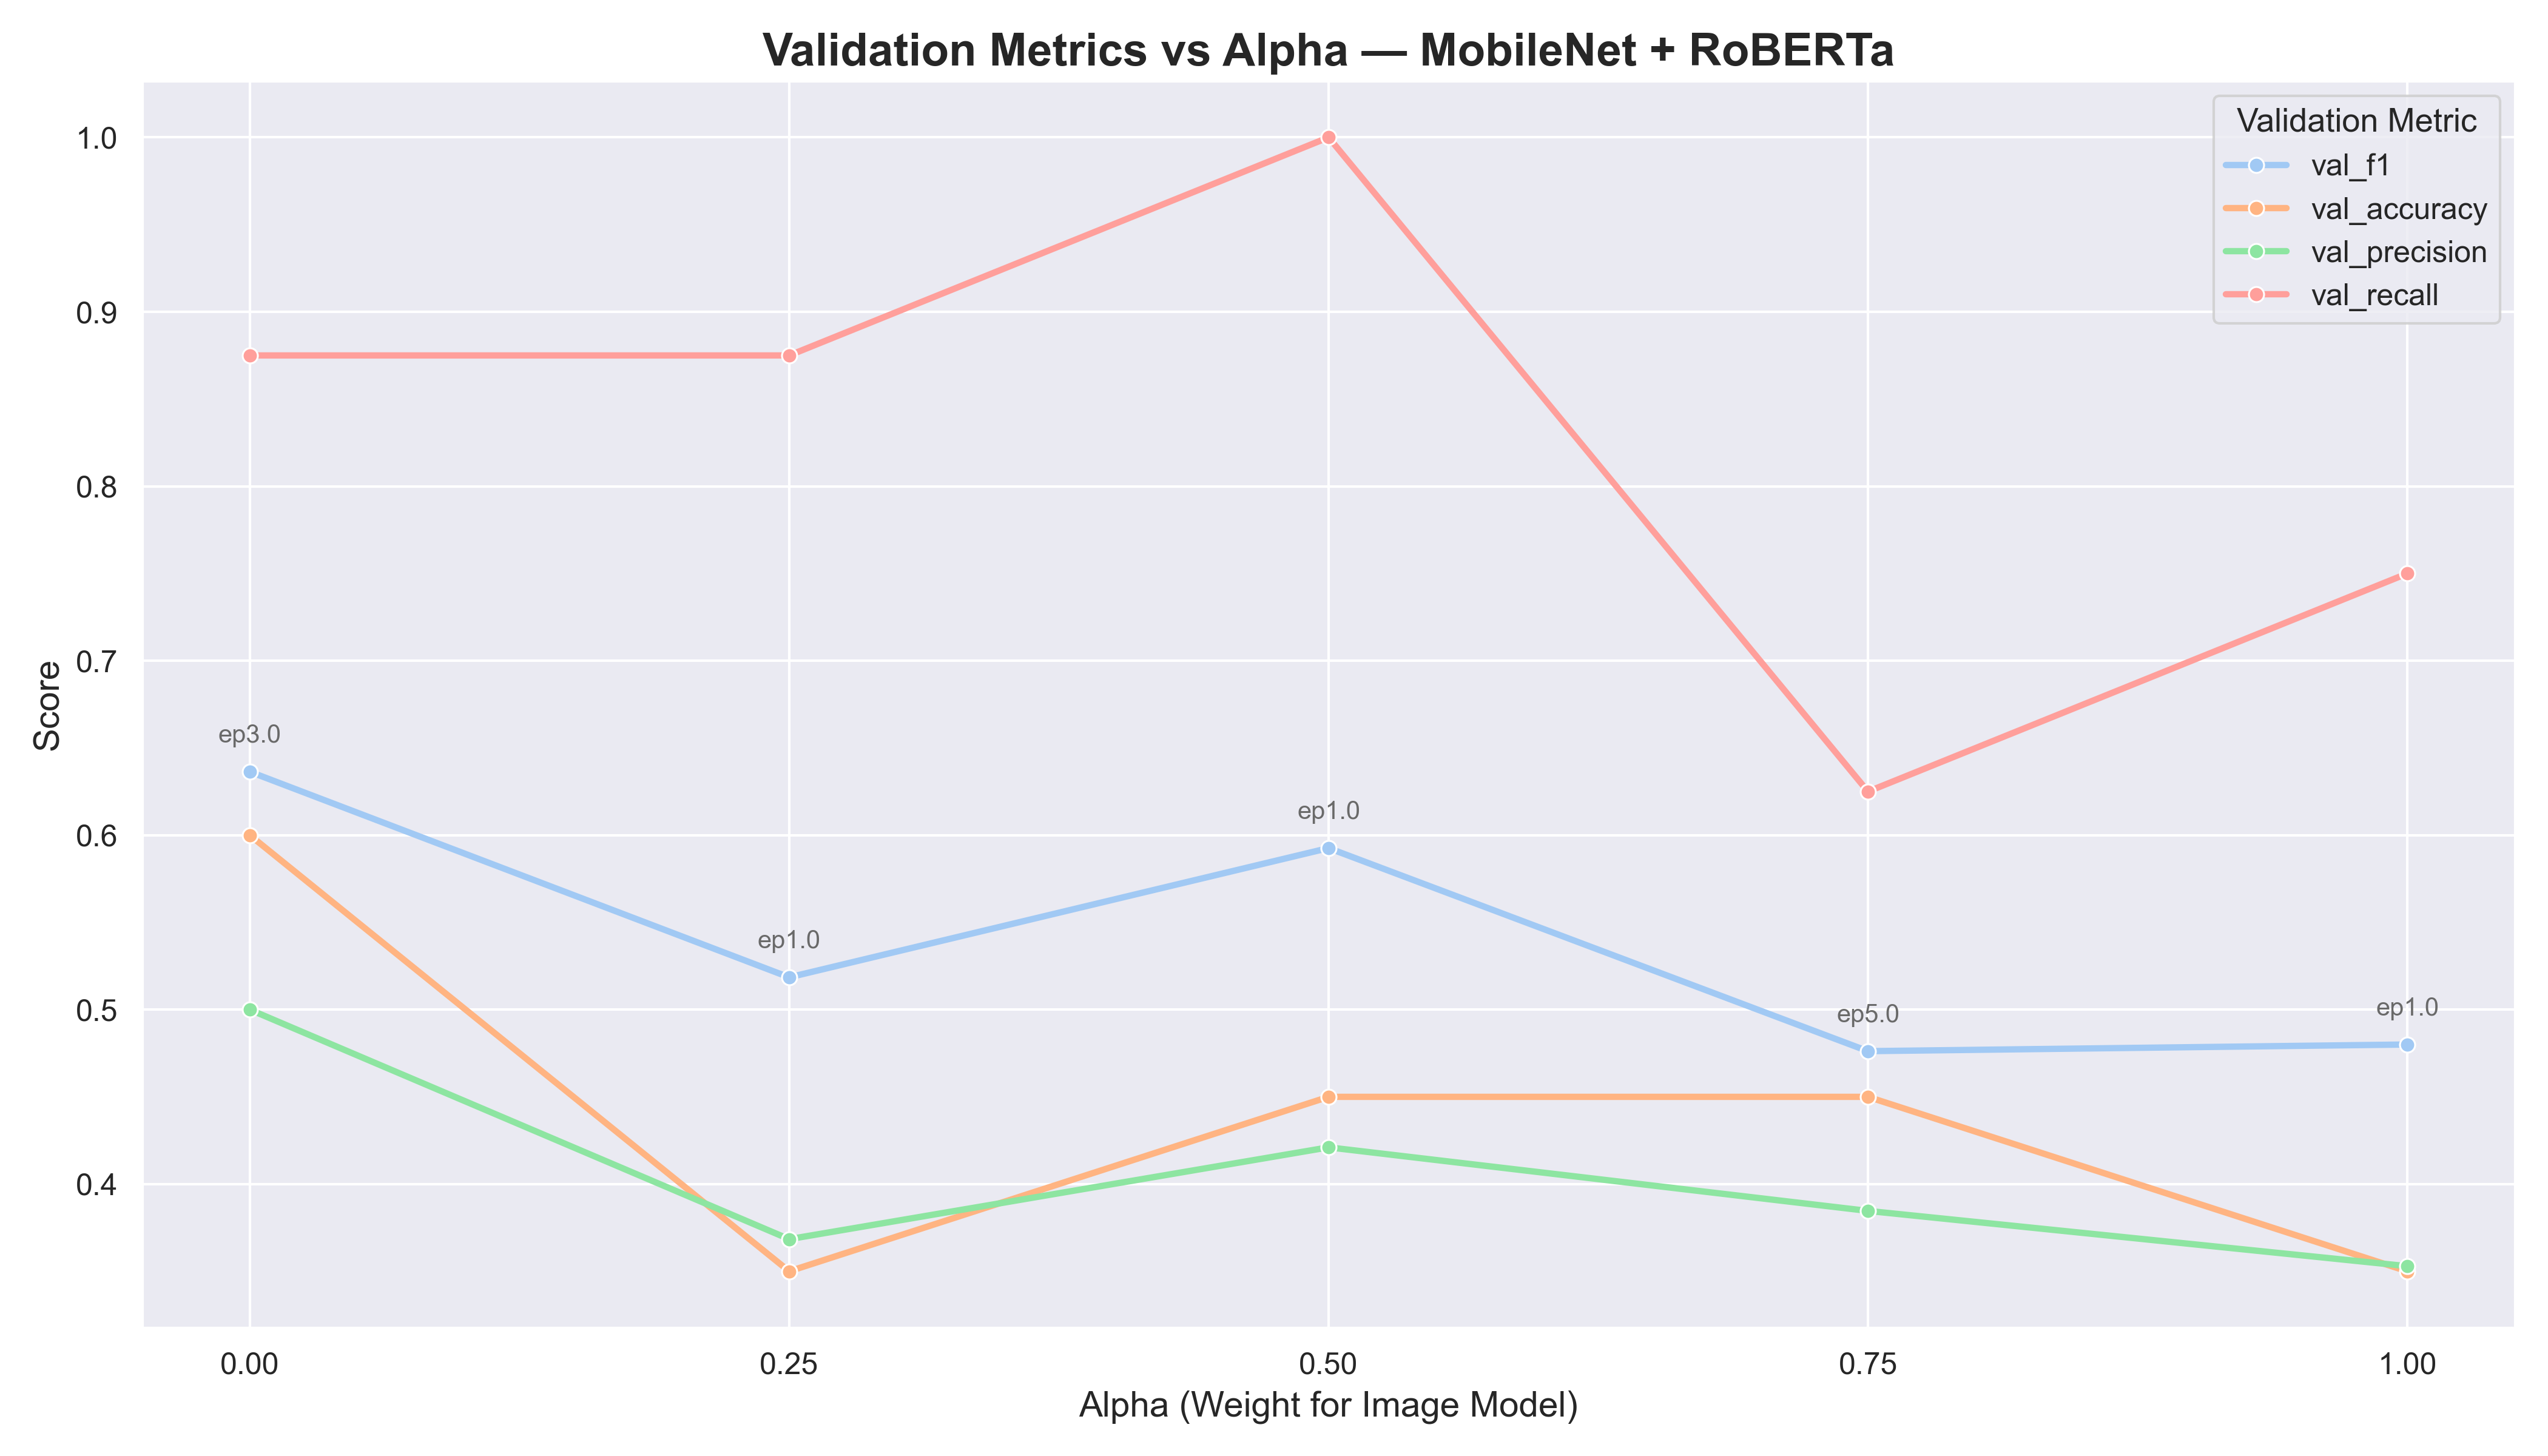 Validation Metrics vs Alpha — MobileNet + RoBERTa
Validation Metric
val_f1
val_accuracy
val_precision
val_recall
Score
1.0
0.9
0.8
0.7
0.6
0.5
0.4
ep3.0
ep1.0
ep1.0
ep5.0
ep1.0
0.00
0.25
0.50
0.75
1.00
Alpha (Weight for Image Model)